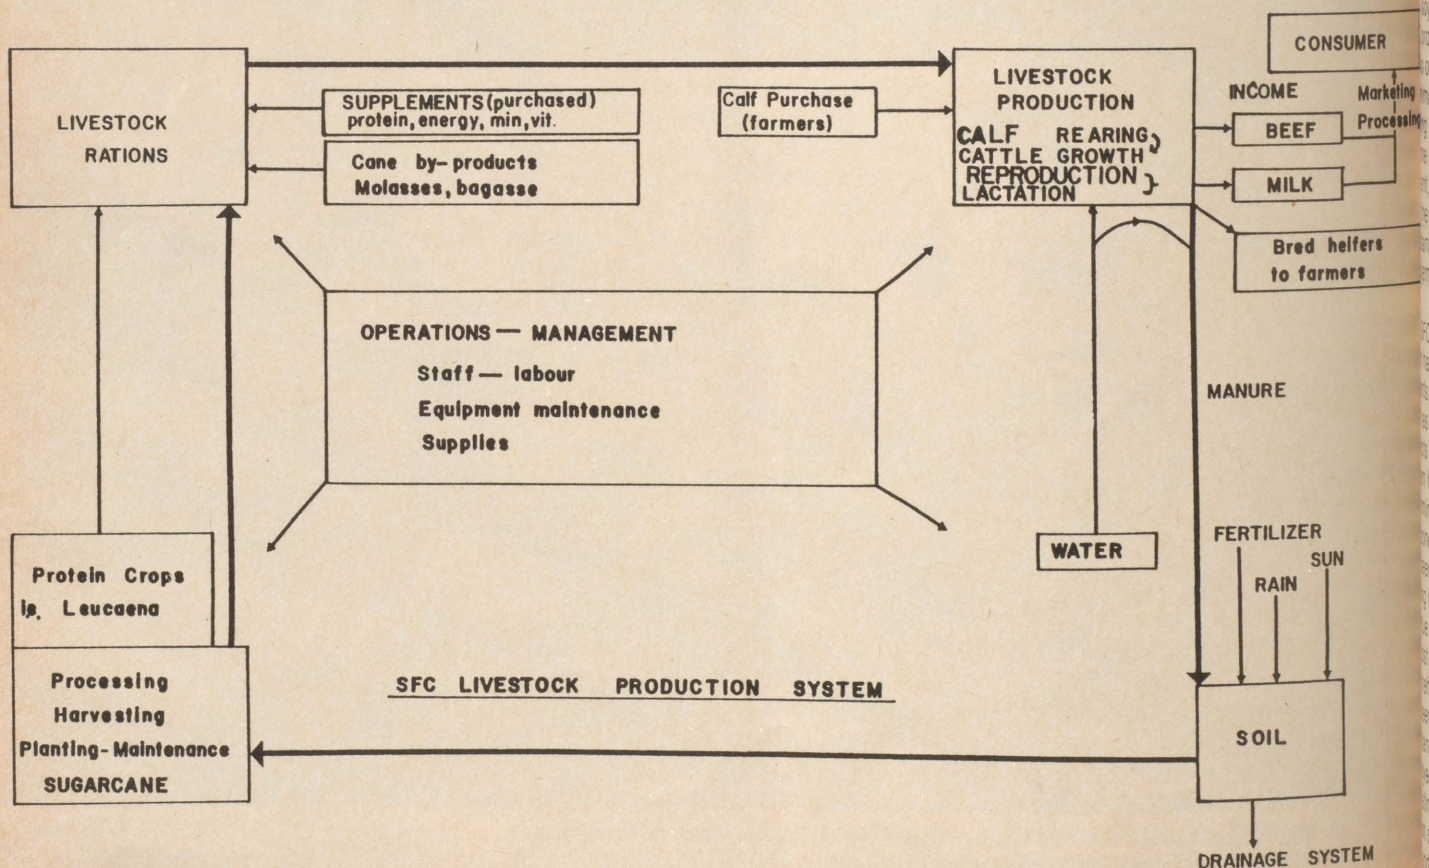 CONSUMER
LIVESTOCK
RATIONS
SUPPLEMENTS (purchased)
protein, energy, min, vit.
Cane by-products
Molasses, bagasse
Calf Purchase
(farmers)
LIVESTOCK
PRODUCTION
CALF REARING
CATTLE GROWTH
REPRODUCTION
LACTATION
INCOME
BEEF
MILK
Marketing
Processing
Bred heifers
to farmers
OPERATIONS — MANAGEMENT
Staff — labour
Equipment maintenance
Supplies
MANURE
WATER
FERTILIZER
RAIN
SUN
Protein Crops
ie. Leucaena
Processing
Harvesting
Planting-Maintenance
SUGARCANE
SFC LIVESTOCK PRODUCTION SYSTEM
SOIL
DRAINAGE SYSTEM